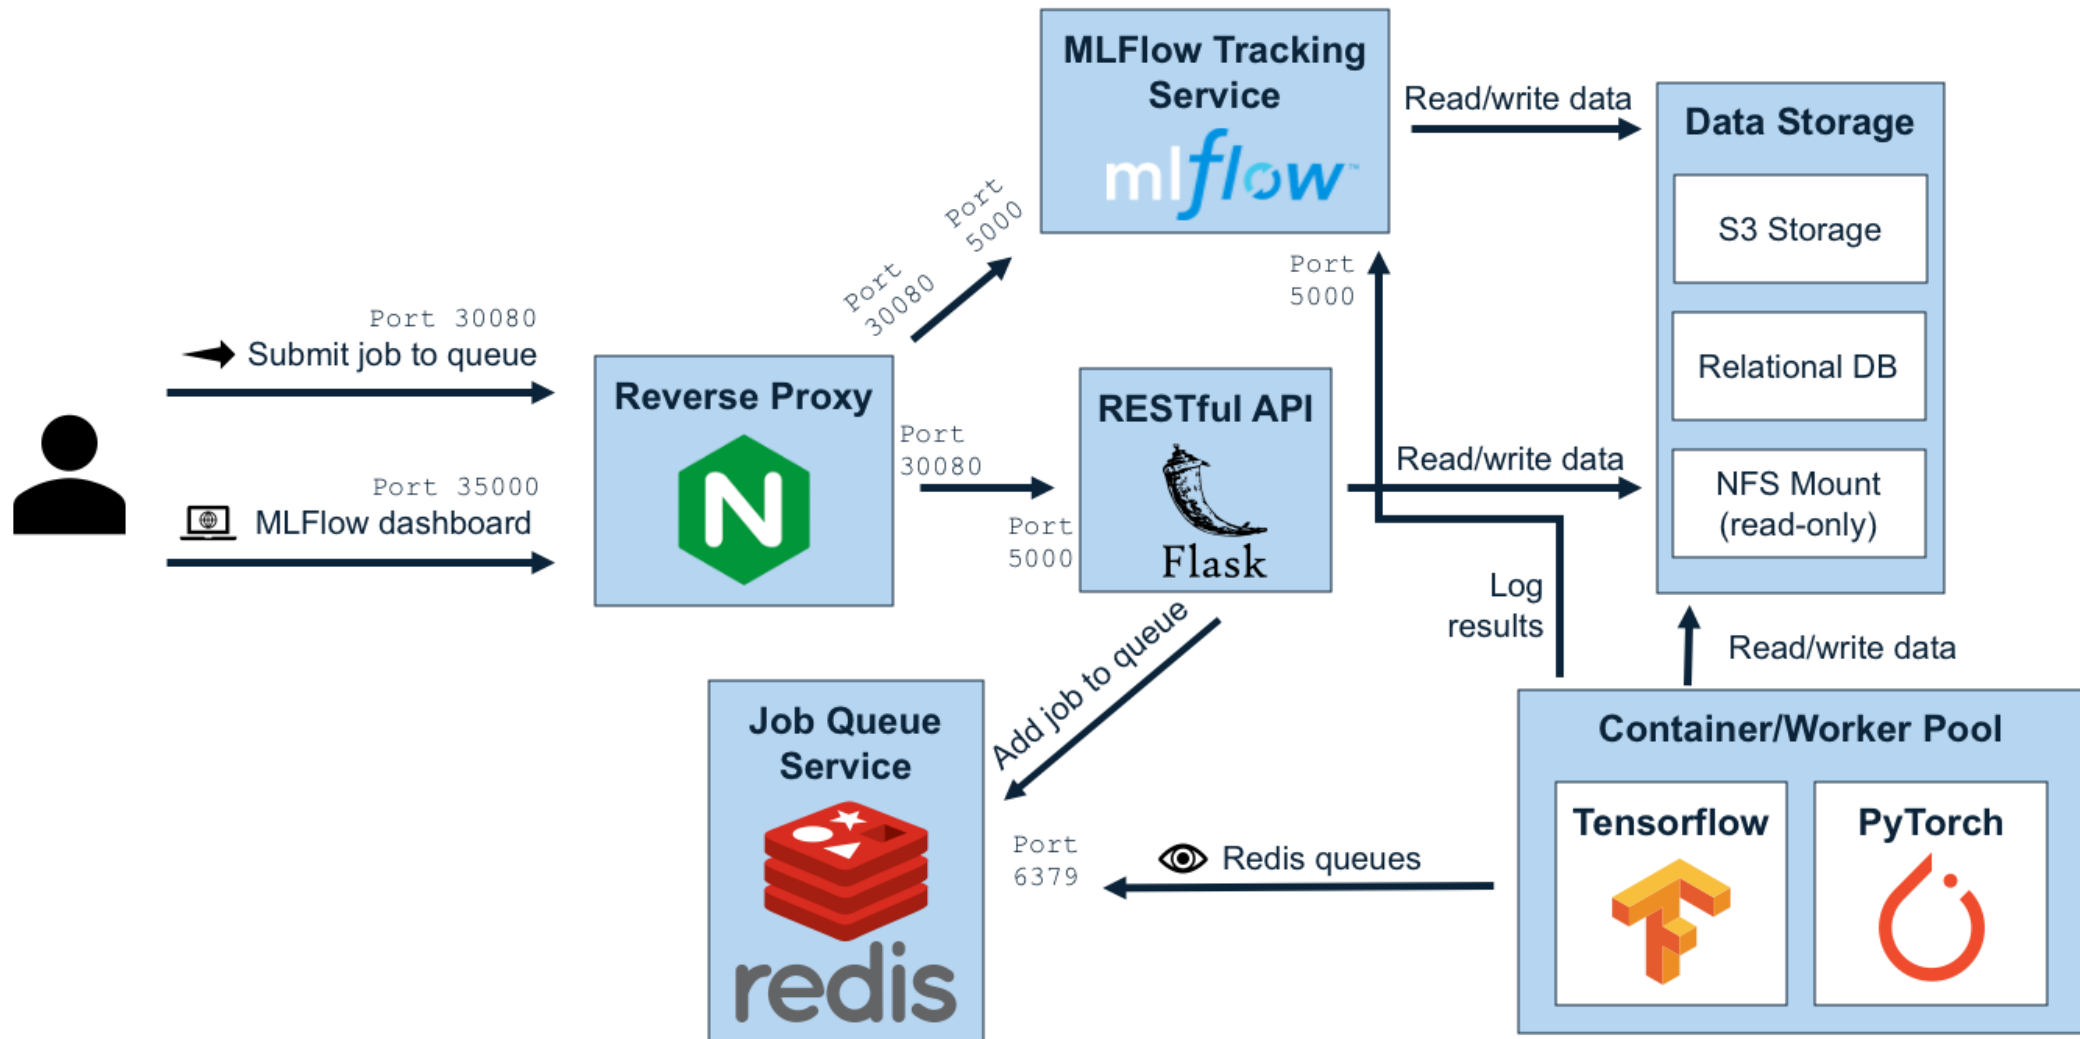 MLFlow Tracking
Service
mlflow™
Read/write data
Data Storage
S3 Storage
Relational DB
NFS Mount
(read-only)
Port
5000
Port
30080
Port
5000
Port 30080
Submit job to queue
Port 35000
MLFlow dashboard
Reverse Proxy
N
Port
30080
Port
5000
RESTful API
Flask
Read/write data
Log
results
Read/write data
Add job to queue
Job Queue
Service
redis
Port
6379
Redis queues
Container/Worker Pool
Tensorflow
PyTorch